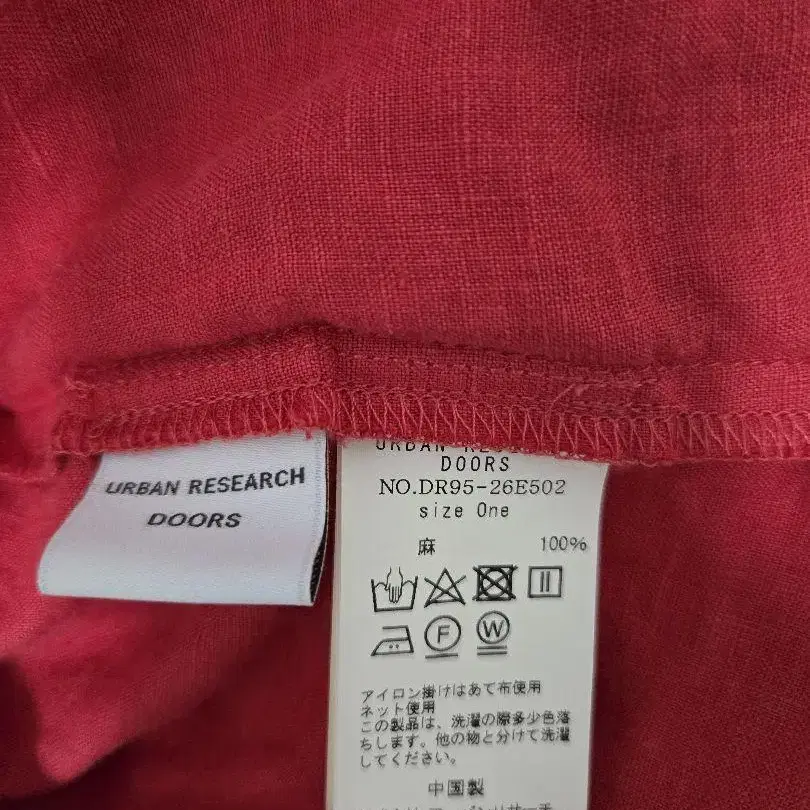 URBAN RESEARCH
DOORS
URBAN RESEARCH
DOORS
NO.DR95-26E502
size One
麻 100%
F W
アイロン掛けはあて布使用
ネット使用
この製品は、洗濯の際多少色落
ちします。他の物と分けて洗濯
してください。
中国製